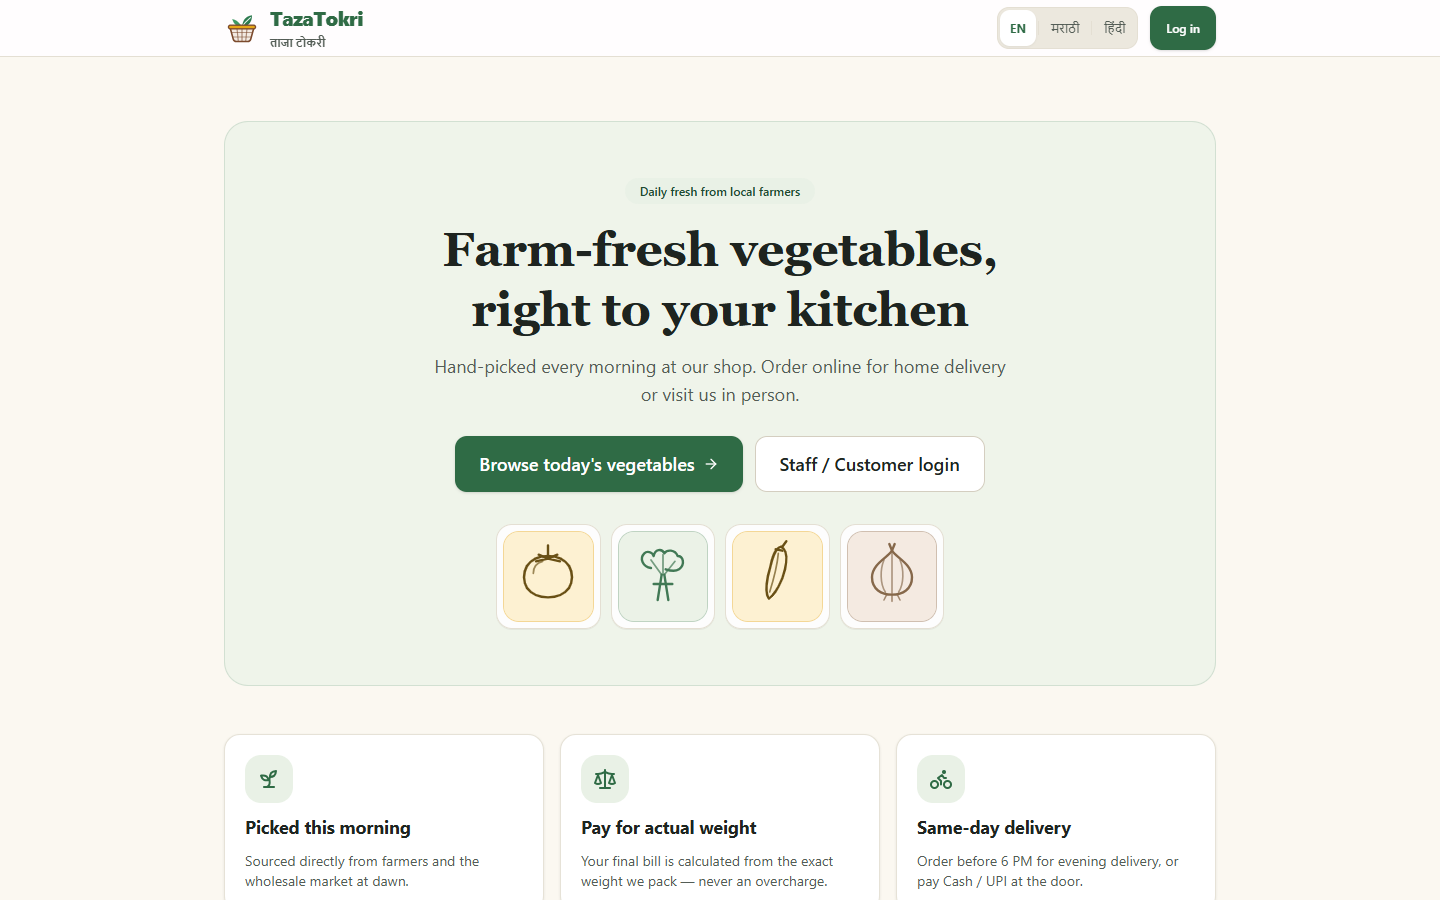 TazaTokri
ताजा टोकरी
EN
मराठी
हिंदी
Log in
Daily fresh from local farmers
Farm-fresh vegetables,
right to your kitchen
Hand-picked every morning at our shop. Order online for home delivery
or visit us in person.
Browse today's vegetables →
Staff / Customer login
Picked this morning
Sourced directly from farmers and the
wholesale market at dawn.
Pay for actual weight
Your final bill is calculated from the exact
weight we pack — never an overcharge.
Same-day delivery
Order before 6 PM for evening delivery, or
pay Cash / UPI at the door.